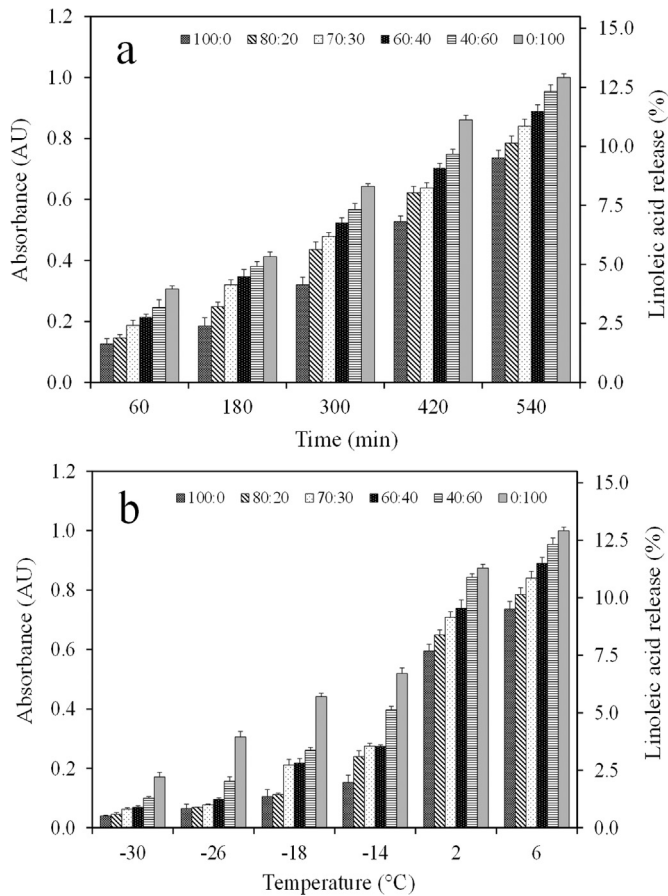 a
100:0 80:20 70:30 60:40 40:60 0:100
Absorbance (AU)
1.2
1.0
0.8
0.6
0.4
0.2
0.0
Linoleic acid release (%)
15.0
12.5
10.0
7.5
5.0
2.5
0.0
60 180 300 420 540
Time (min)
b
100:0 80:20 70:30 60:40 40:60 0:100
Absorbance (AU)
1.2
1.0
0.8
0.6
0.4
0.2
0.0
Linoleic acid release (%)
15.0
12.5
10.0
7.5
5.0
2.5
0.0
-30 -26 -18 -14 2 6
Temperature (°C)